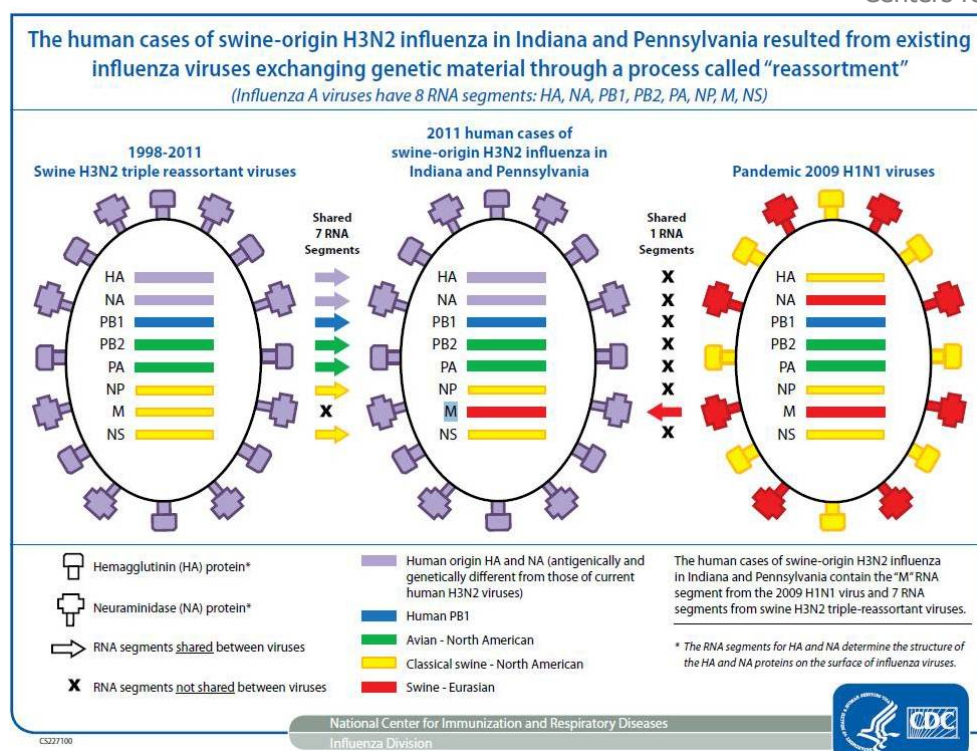 The human cases of swine-origin H3N2 influenza in Indiana and Pennsylvania resulted from existing
influenza viruses exchanging genetic material through a process called “reassortment”
(Influenza A viruses have 8 RNA segments: HA, NA, PB1, PB2, PA, NP, M, NS)
1998-2011
Swine H3N2 triple reassortant viruses
Shared
7 RNA
Segments
2011 human cases of
swine-origin H3N2 influenza in
Indiana and Pennsylvania
Shared
1 RNA
Segments
Pandemic 2009 H1N1 viruses
HA HA X HA
NA NA X NA
PB1 PB1 X PB1
PB2 PB2 X PB2
PA PA X PA
NP NP X NP
M X M M
NS NS X NS
Hemagglutinin (HA) protein*
Neuraminidase (NA) protein*
RNA segments shared between viruses
X RNA segments not shared between viruses
Human origin HA and NA (antigenically and
genetically different from those of current
human H3N2 viruses)
Human PB1
Avian - North American
Classical swine - North American
Swine - Eurasian
The human cases of swine-origin H3N2 influenza
in Indiana and Pennsylvania contain the “M” RNA
segment from the 2009 H1N1 virus and 7 RNA
segments from swine H3N2 triple-reassortant viruses.
* The RNA segments for HA and NA determine the structure of
the HA and NA proteins on the surface of influenza viruses.
National Center for Immunization and Respiratory Diseases
Influenza Division
CS227100
CDC